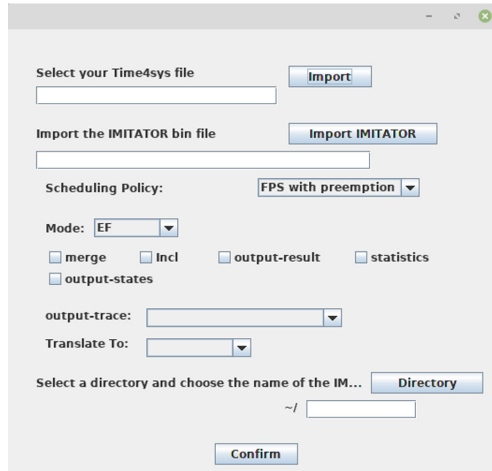 Select your Time4sys file
Import
Import the IMITATOR bin file
Import IMITATOR
Scheduling Policy:
FPS with preemption
Mode: EF
merge Incl output-result statistics
output-states
output-trace:
Translate To:
Select a directory and choose the name of the IM... Directory
~/
Confirm